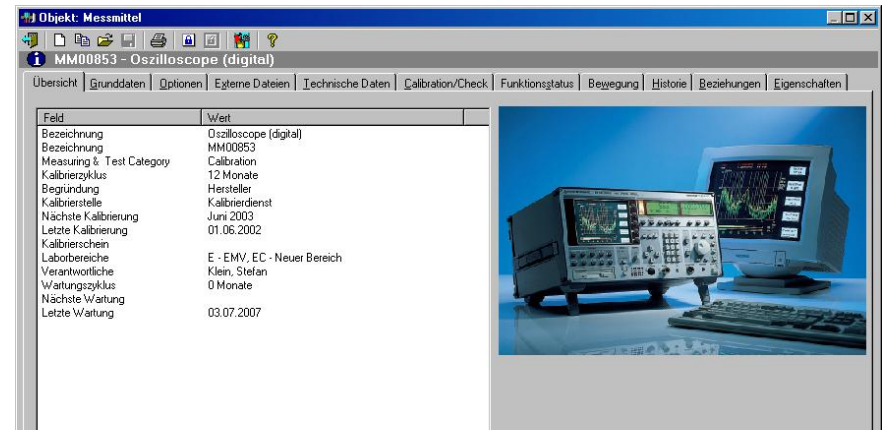 Objekt: Messmittel
MM00853 - Oszilloscope (digital)
Übersicht Grunddaten Optionen Externe Dateien Technische Daten Calibration/Check Funktionsstatus Bewegung Historie Beziehungen Eigenschaften
Feld Wert
Bezeichnung Oszilloscope (digital)
Bezeichnung MM00853
Measuring & Test Category Calibration
Kalibrierzyklus 12 Monate
Begründung Hersteller
Kalibrierstelle Kalibrierdienst
Nächste Kalibrierung Juni 2003
Letzte Kalibrierung 01.06.2002
Kalibrierschein
Laborbereiche E - EMV, EC - Neuer Bereich
Verantwortliche Klein, Stefan
Wartungszyklus 0 Monate
Nächste Wartung
Letzte Wartung 03.07.2007